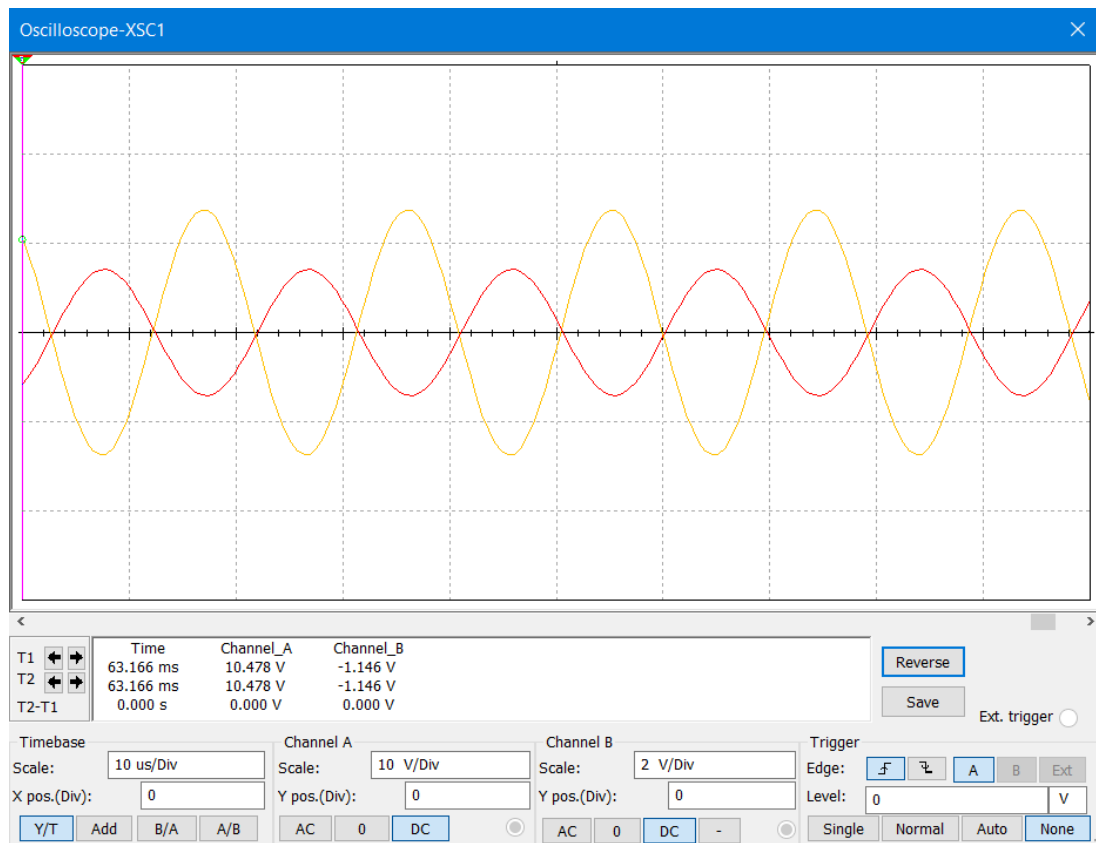 Oscilloscope-XSC1
T1
T2
T2-T1
Time Channel_A Channel_B
63.166 ms 10.478 V -1.146 V
63.166 ms 10.478 V -1.146 V
0.000 s 0.000 V 0.000 V
Reverse
Save
Ext. trigger
Timebase
Scale: 10 us/Div
X pos.(Div): 0
Y/T Add B/A A/B
Channel A
Scale: 10 V/Div
Y pos.(Div): 0
AC 0 DC
Channel B
Scale: 2 V/Div
Y pos.(Div): 0
AC 0 DC -
Trigger
Edge: A B Ext
Level: 0 V
Single Normal Auto None